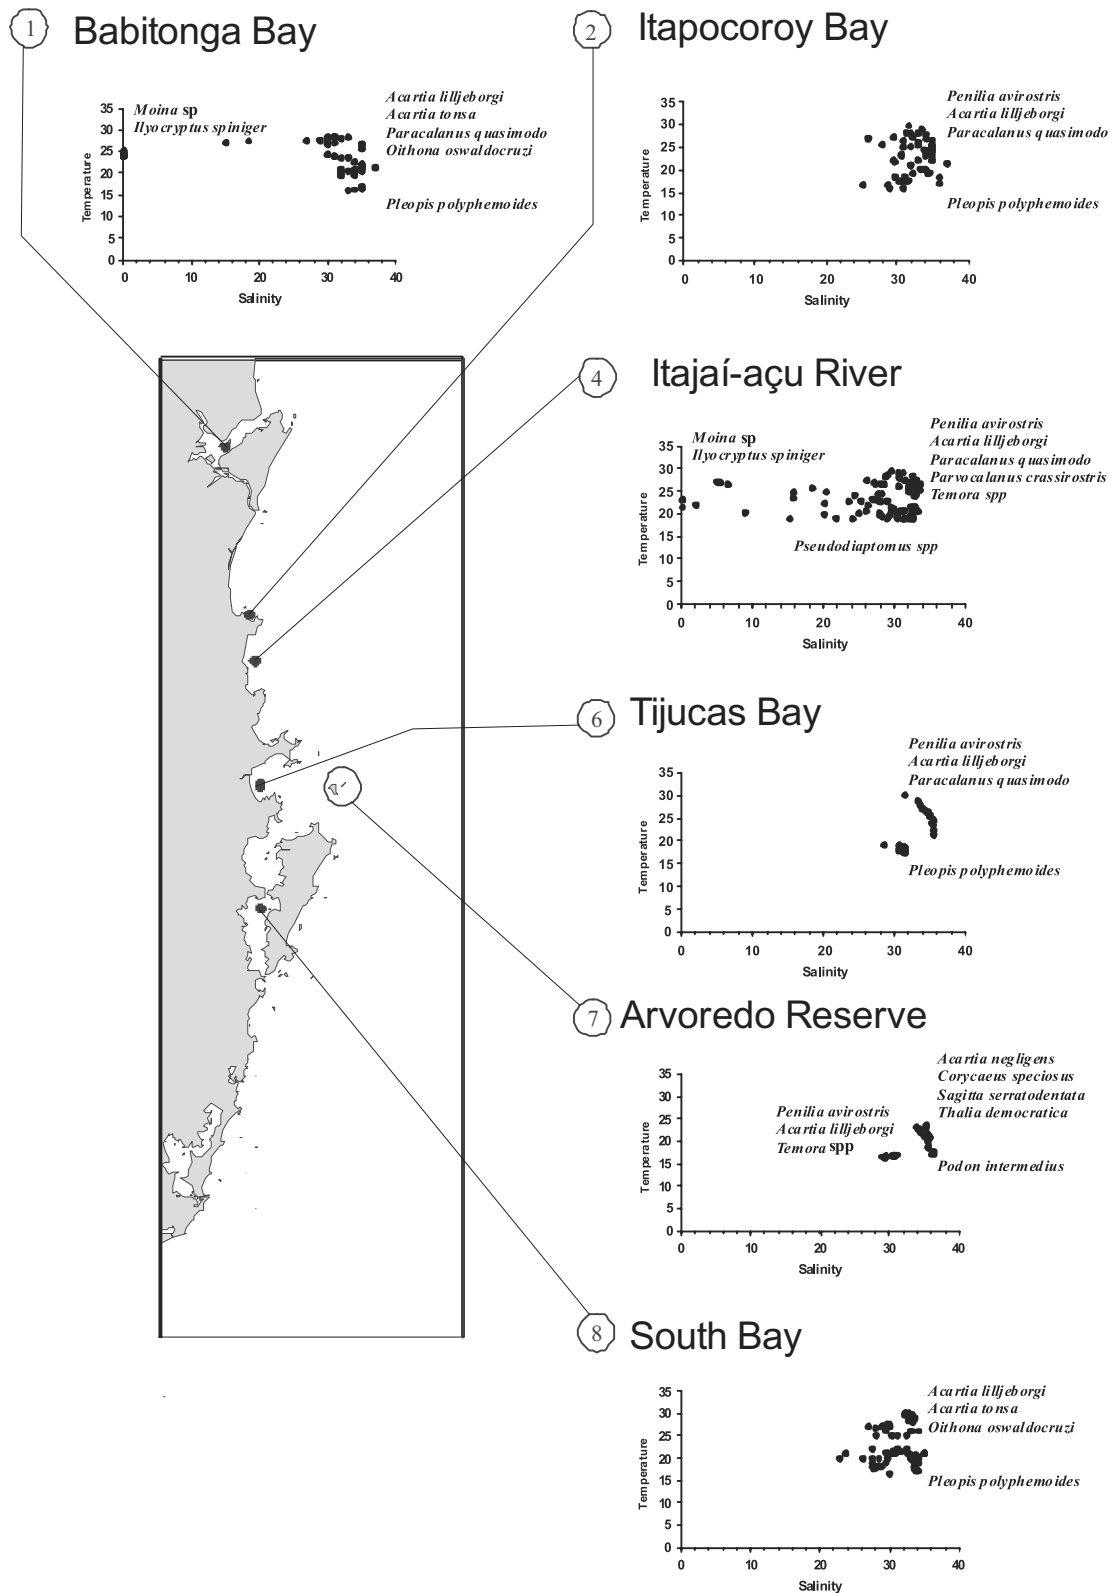 1 Babitonga Bay
Acartia lilljeborgi
Acartia tonsa
Paracalanus quasimodo
Oithona oswaldocruzi
Moina sp
Ilyocryptus spiniger
Pleopis polyphemoides
Temperature
35
30
25
20
15
10
5
0
0 10 20 30 40
Salinity
2 Itapocoroy Bay
Penilia avirostris
Acartia lilljeborgi
Paracalanus quasimodo
Pleopis polyphemoides
Temperature
35
30
25
20
15
10
5
0
0 10 20 30 40
Salinity
4 Itajaí-açu River
Penilia avirostris
Acartia lilljeborgi
Paracalanus quasimodo
Parvocalanus crassirostris
Temora spp
Moina sp
Ilyocryptus spiniger
Pseudodiaptomus spp
Temperature
35
30
25
20
15
10
5
0
0 10 20 30 40
Salinity
6 Tijucas Bay
Penilia avirostris
Acartia lilljeborgi
Paracalanus quasimodo
Pleopis polyphemoides
Temperature
35
30
25
20
15
10
5
0
0 10 20 30 40
Salinity
7 Arvoredo Reserve
Acartia negligens
Corycaeus speciosus
Sagitta serratodentata
Thalia democratica
Penilia avirostris
Acartia lilljeborgi
Temora spp
Podon intermedius
Temperature
35
30
25
20
15
10
5
0
0 10 20 30 40
Salinity
8 South Bay
Acartia lilljeborgi
Acartia tonsa
Oithona oswaldocruzi
Pleopis polyphemoides
Temperature
35
30
25
20
15
10
5
0
0 10 20 30 40
Salinity